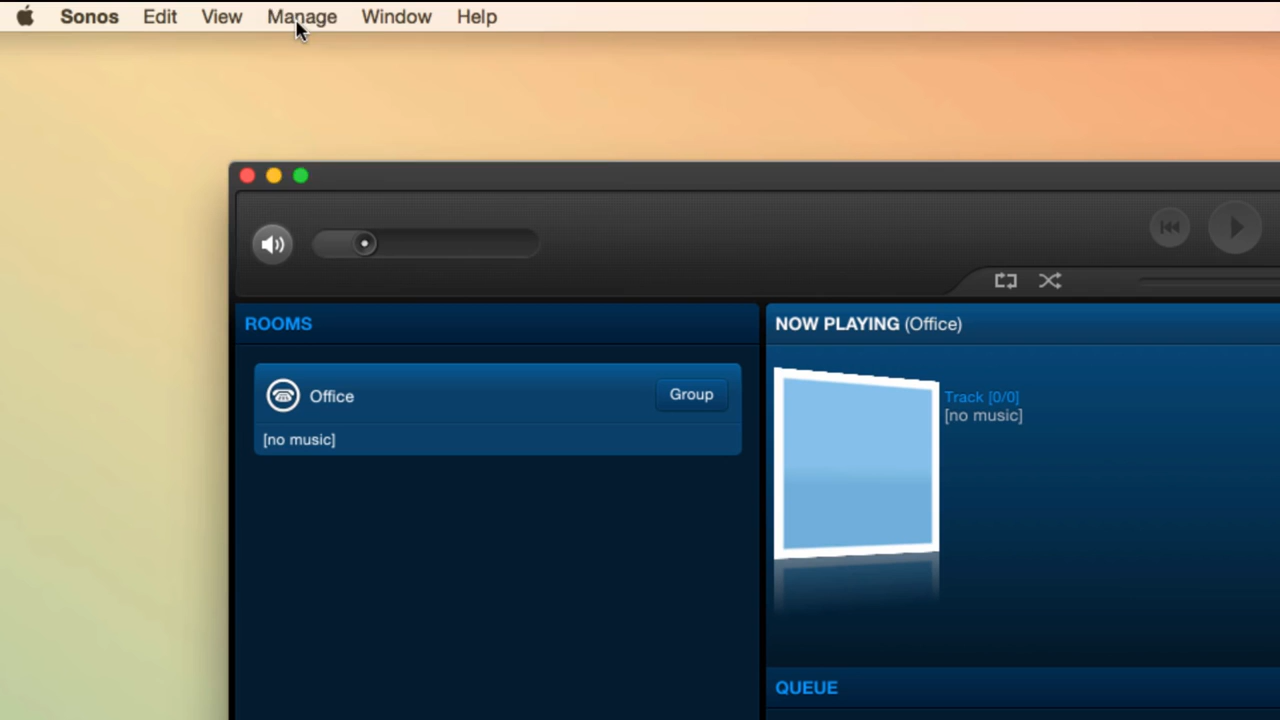 Sonos Edit View Manage Window Help
ROOMS
Office Group
[no music]
NOW PLAYING (Office)
Track [0/0]
[no music]
QUEUE